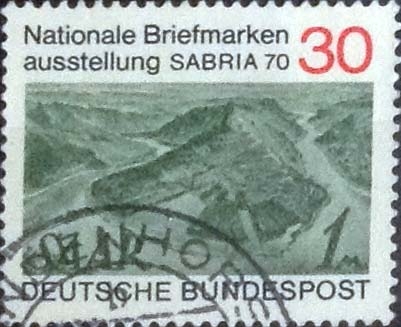 Nationale Briefmarken
ausstellung SABRIA 70
30
DEUTSCHE BUNDESPOST